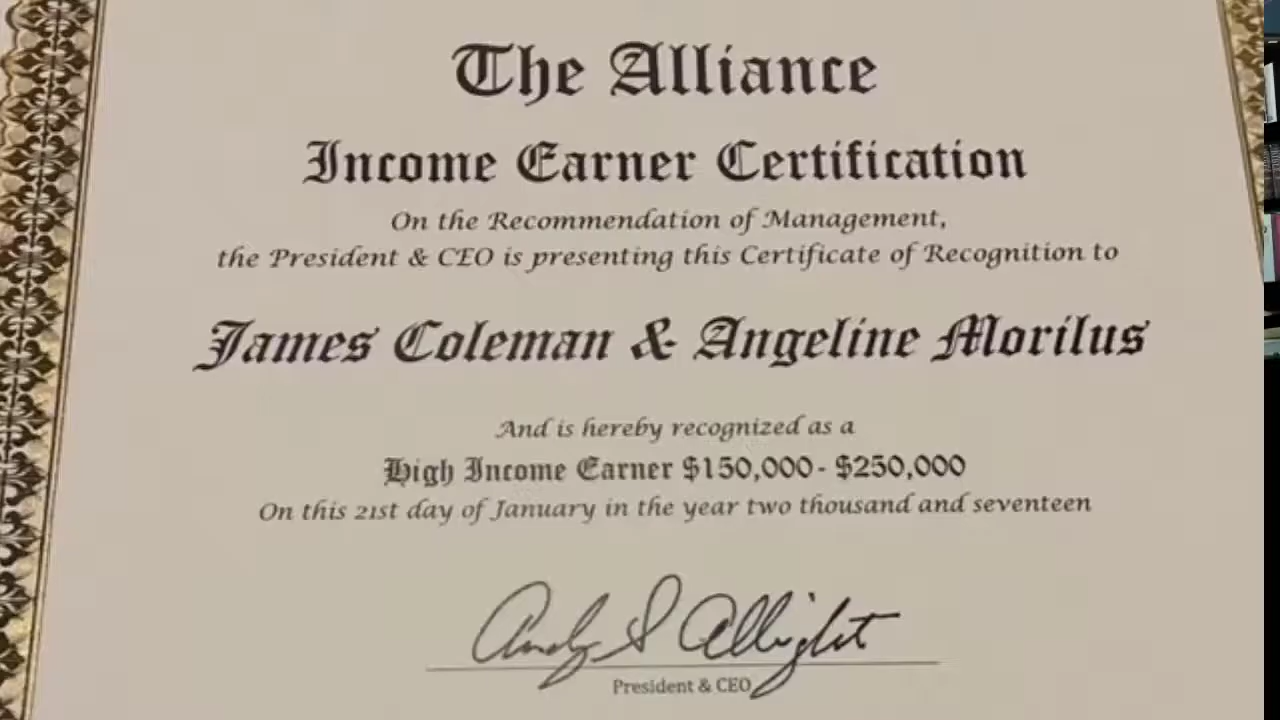 The Alliance
Income Earner Certification
On the Recommendation of Management,
the President & CEO is presenting this Certificate of Recognition to
James Coleman & Angeline Morilus
And is hereby recognized as a
High Income Earner $150,000- $250,000
On this 21st day of January in the year two thousand and seventeen
Andy S Albright
President & CEO